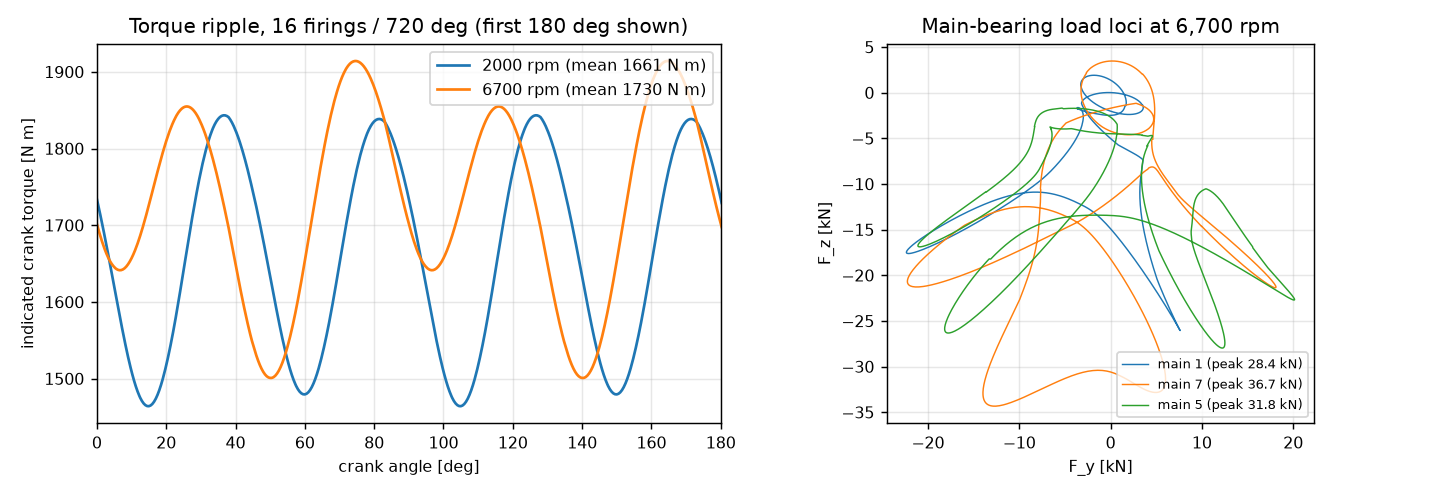 Torque ripple, 16 firings / 720 deg (first 180 deg shown)
indicated crank torque [N m]
1900
1800
1700
1600
1500
2000 rpm (mean 1661 N m)
6700 rpm (mean 1730 N m)
0 20 40 60 80 100 120 140 160 180
crank angle [deg]
Main-bearing load loci at 6,700 rpm
F_z [kN]
5
0
−5
−10
−15
−20
−25
−30
−35
main 1 (peak 28.4 kN)
main 7 (peak 36.7 kN)
main 5 (peak 31.8 kN)
−20 −10 0 10 20
F_y [kN]